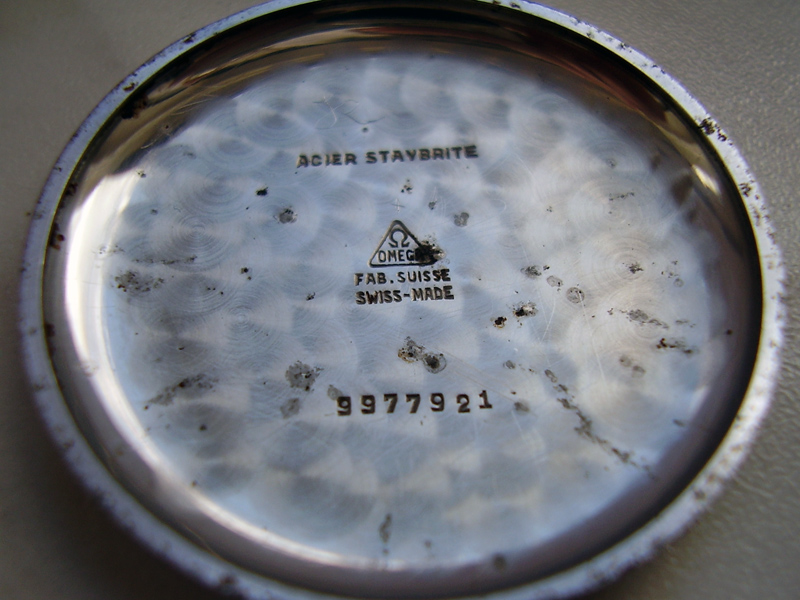 ACIER STAYBRITE
Ω
OMEGA
FAB. SUISSE
SWISS-MADE
9977921